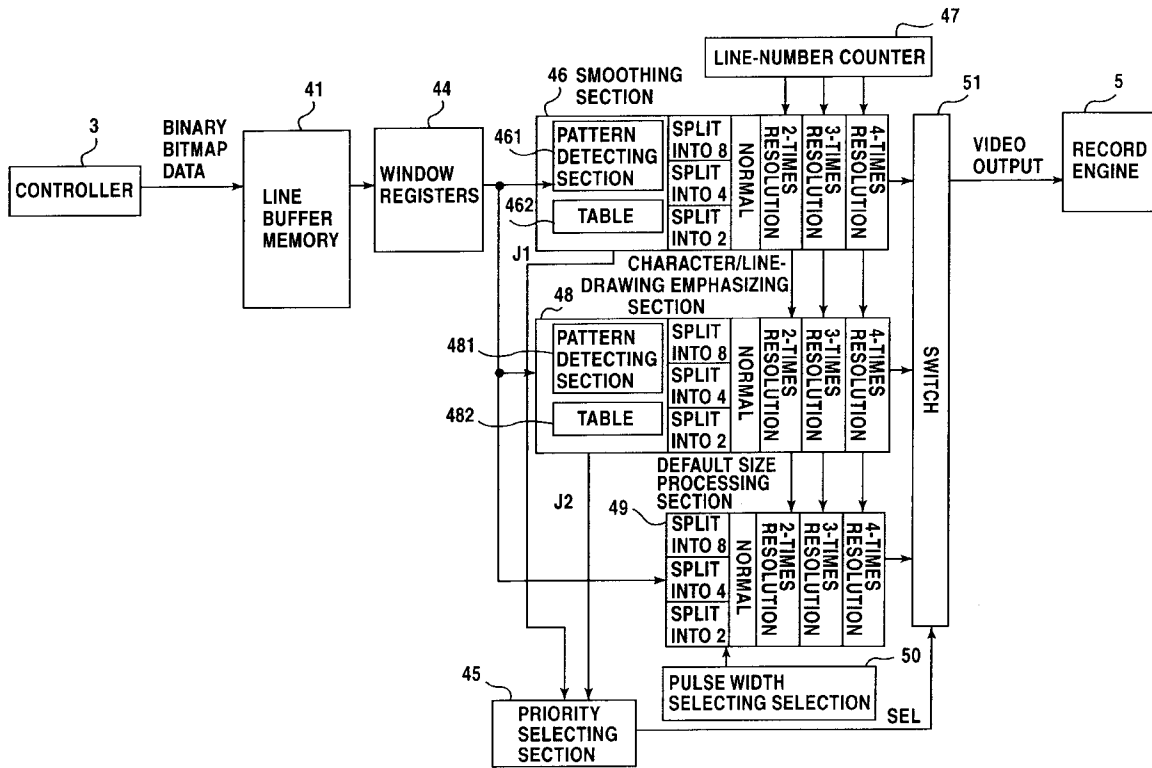 47
LINE-NUMBER COUNTER
46 SMOOTHING
SECTION
41
44
51
5
3
BINARY
BITMAP
DATA
CONTROLLER
LINE
BUFFER
MEMORY
WINDOW
REGISTERS
461
PATTERN
DETECTING
SECTION
462
TABLE
SPLIT
INTO 8
SPLIT
INTO 4
SPLIT
INTO 2
NORMAL
2-TIMES
RESOLUTION
3-TIMES
RESOLUTION
4-TIMES
RESOLUTION
SWITCH
VIDEO
OUTPUT
RECORD
ENGINE
J1
CHARACTER/LINE-
DRAWING EMPHASIZING
SECTION
48
481
PATTERN
DETECTING
SECTION
482
TABLE
SPLIT
INTO 8
SPLIT
INTO 4
SPLIT
INTO 2
NORMAL
2-TIMES
RESOLUTION
3-TIMES
RESOLUTION
4-TIMES
RESOLUTION
J2
DEFAULT SIZE
PROCESSING
SECTION
49
SPLIT
INTO 8
SPLIT
INTO 4
SPLIT
INTO 2
NORMAL
2-TIMES
RESOLUTION
3-TIMES
RESOLUTION
4-TIMES
RESOLUTION
50
PULSE WIDTH
SELECTING SELECTION
45
PRIORITY
SELECTING
SECTION
SEL